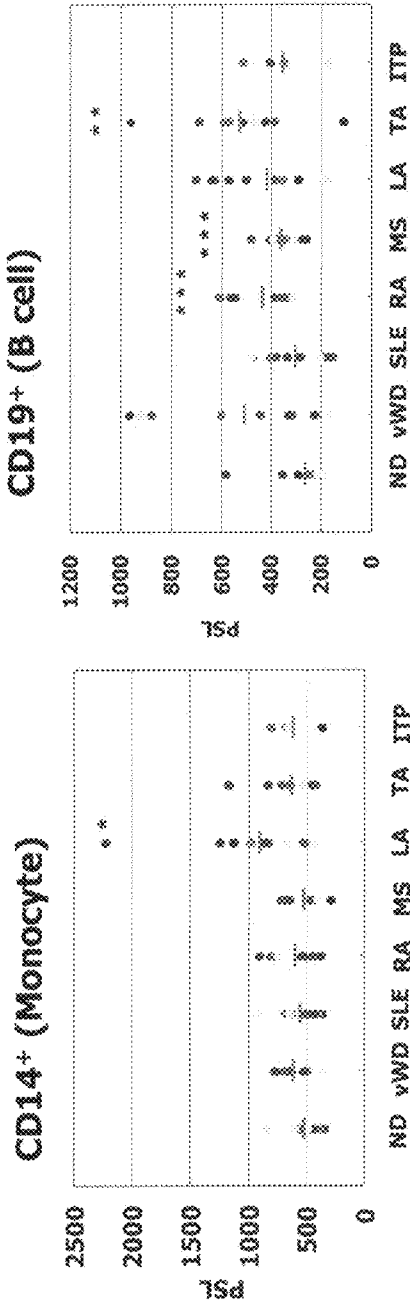 CD14+ (Monocyte)
2500
2000
1500
1000
500
0
PSL
ND vWD SLE RA MS LA TA ITP
*
CD19+ (B cell)
1200
1000
800
600
400
200
0
PSL
ND vWD SLE RA MS LA TA ITP
***
***
**